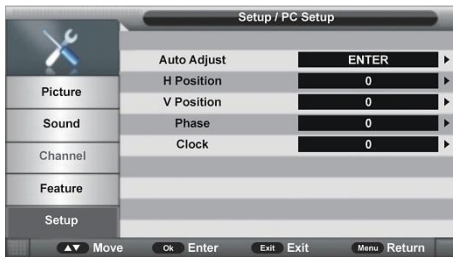 Setup / PC Setup
Auto Adjust ENTER
H Position 0
V Position 0
Phase 0
Clock 0
Picture
Sound
Channel
Feature
Setup
▲▼ Move Ok Enter Exit Exit Menu Return